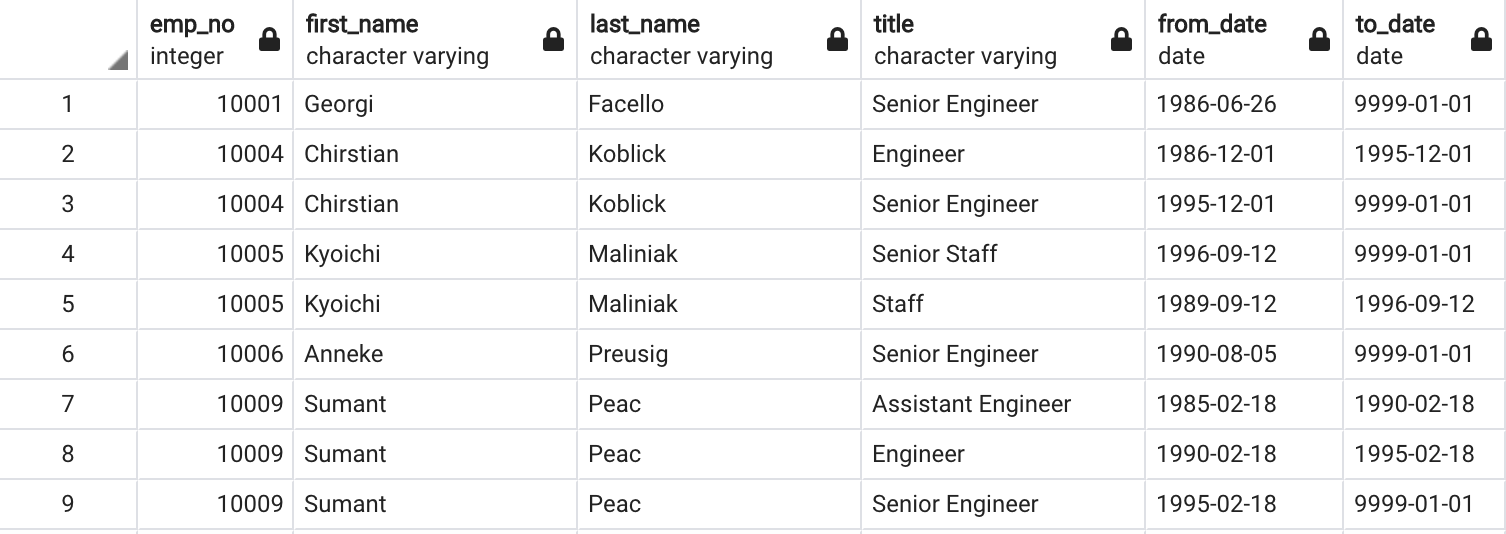 emp_no first_name last_name title from_date to_date
integer character varying character varying character varying date date
1 10001 Georgi Facello Senior Engineer 1986-06-26 9999-01-01
2 10004 Chirstian Koblick Engineer 1986-12-01 1995-12-01
3 10004 Chirstian Koblick Senior Engineer 1995-12-01 9999-01-01
4 10005 Kyoichi Maliniak Senior Staff 1996-09-12 9999-01-01
5 10005 Kyoichi Maliniak Staff 1989-09-12 1996-09-12
6 10006 Anneke Preusig Senior Engineer 1990-08-05 9999-01-01
7 10009 Sumant Peac Assistant Engineer 1985-02-18 1990-02-18
8 10009 Sumant Peac Engineer 1990-02-18 1995-02-18
9 10009 Sumant Peac Senior Engineer 1995-02-18 9999-01-01